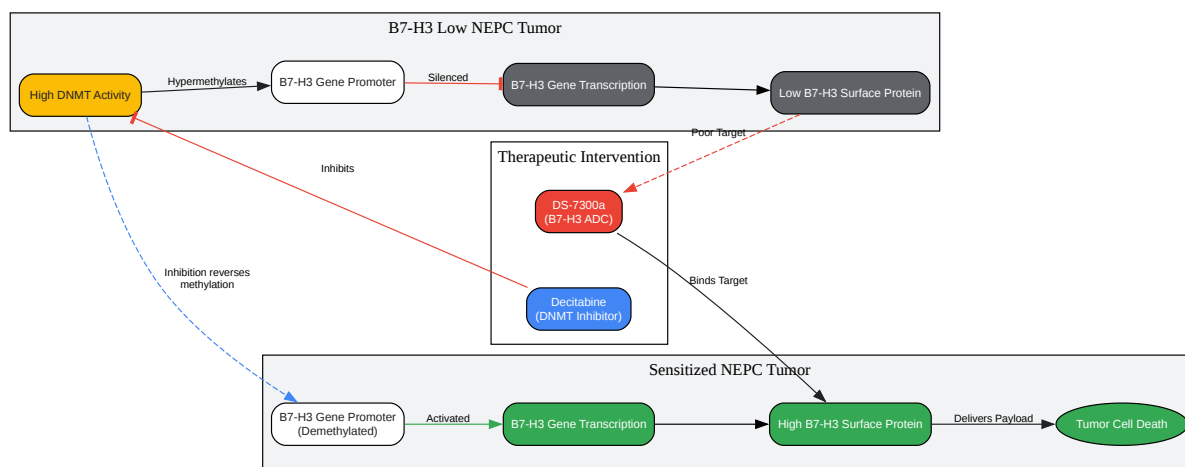 B7-H3 Low NEPC Tumor
High DNMT Activity
Hypermethylates
B7-H3 Gene Promoter
Silenced
B7-H3 Gene Transcription
Low B7-H3 Surface Protein
Poor Target
Therapeutic Intervention
Inhibits
DS-7300a
(B7-H3 ADC)
Inhibition reverses
methylation
Binds Target
Decitabine
(DNMT Inhibitor)
Sensitized NEPC Tumor
B7-H3 Gene Promoter
(Demethylated)
Activated
B7-H3 Gene Transcription
High B7-H3 Surface Protein
Delivers Payload
Tumor Cell Death